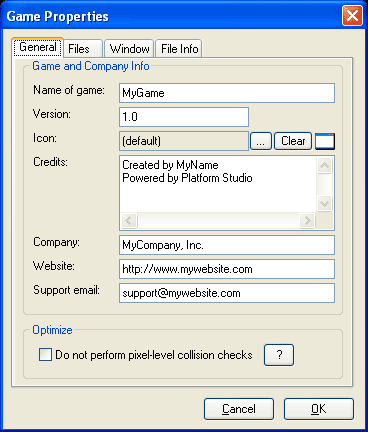 Game Properties
General Files Window File Info
Game and Company Info
Name of game: MyGame
Version: 1.0
Icon: (default) ... Clear
Credits: Created by MyName
Powered by Platform Studio
Company: MyCompany, Inc.
Website: http://www.mywebsite.com
Support email: support@mywebsite.com
Optimize
Do not perform pixel-level collision checks ?
Cancel OK